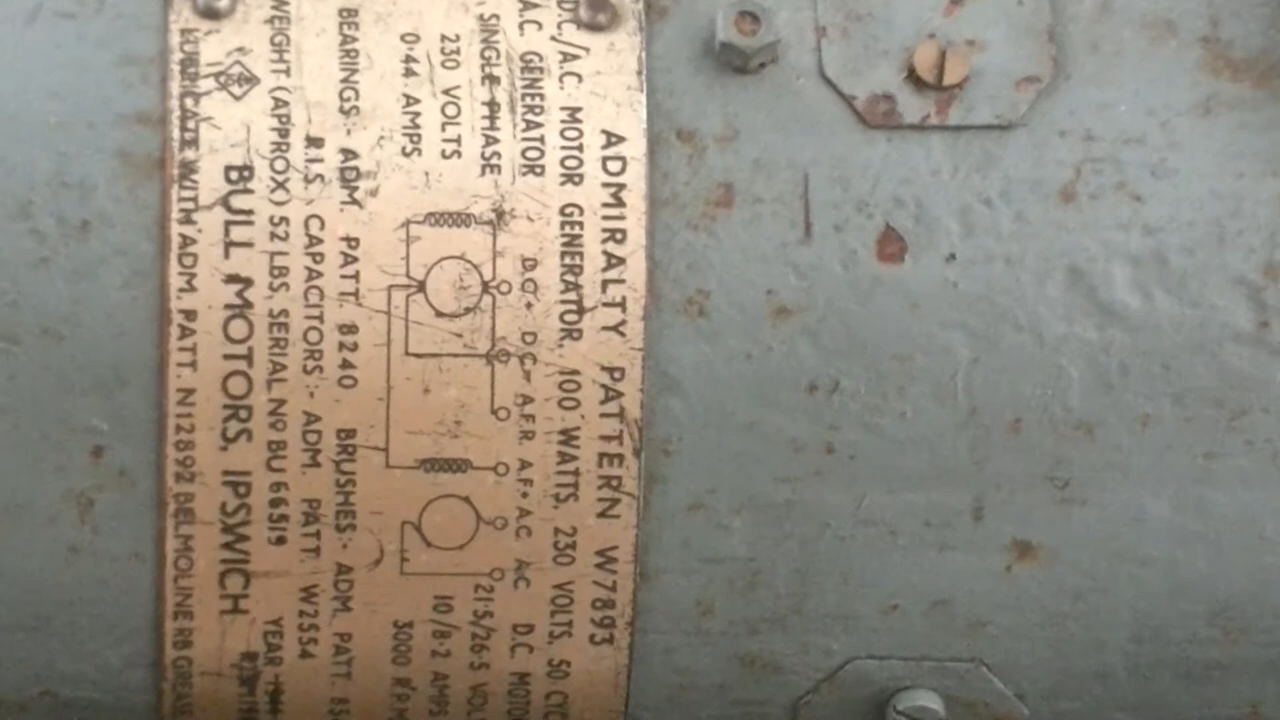 ADMIRALTY PATTERN W7893
D.C./A.C. MOTOR GENERATOR, 100 WATTS, 230 VOLTS, 50 CYC
A.C. GENERATOR
D.C. MOTO
SINGLE PHASE
D.C+ D.C- A.F.R. A.F+ A.C. A.C
21·5/26·5 VOL
230 VOLTS
10/8·2 AMPS
0·44 AMPS
3000 R.P.M
BEARINGS:- ADM. PATT. 8240 BRUSHES:- ADM. PATT.
R.I.S. CAPACITORS:- ADM. PATT. W2554
WEIGHT (APPROX) 52 LBS, SERIAL Nº BU 66519 YEAR
BULL MOTORS, IPSWICH
LUBRICATE WITH ADM. PATT. N12892 BELMOLINE RB GREASE